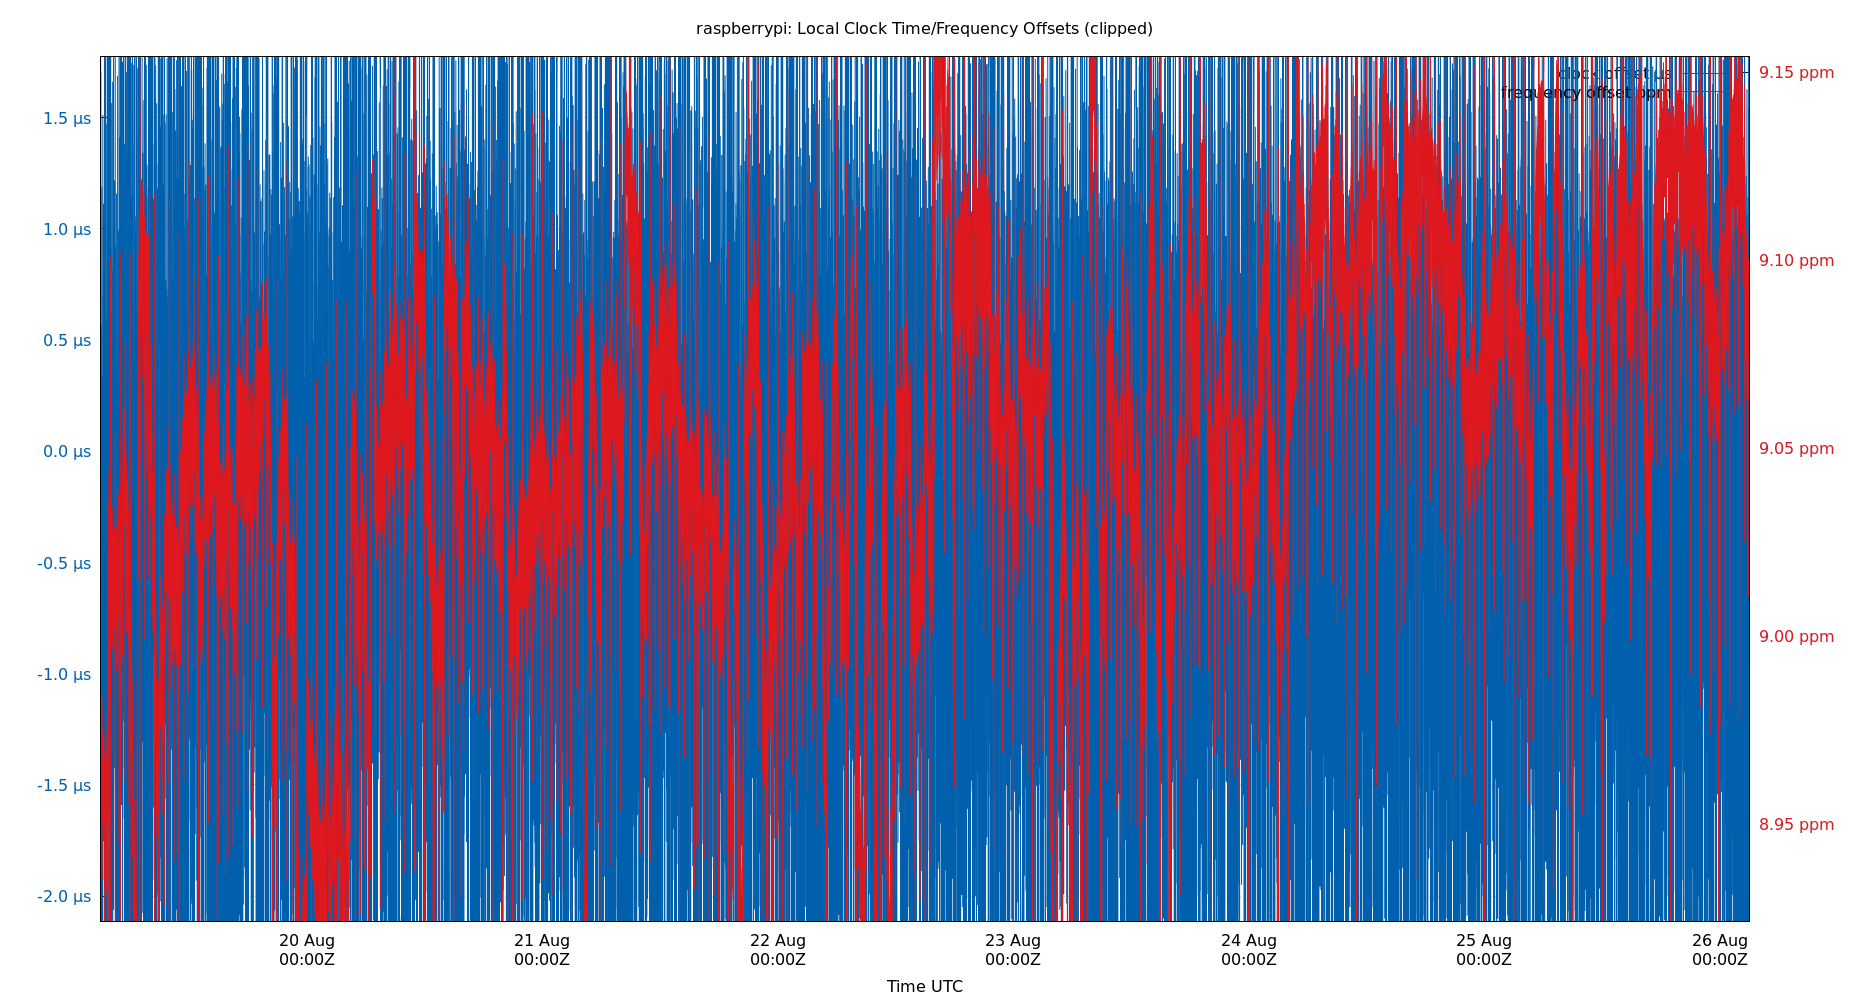 raspberrypi: Local Clock Time/Frequency Offsets (clipped)
clock offset µs
frequency offset ppm
1.5 µs
1.0 µs
0.5 µs
0.0 µs
-0.5 µs
-1.0 µs
-1.5 µs
-2.0 µs
9.15 ppm
9.10 ppm
9.05 ppm
9.00 ppm
8.95 ppm
20 Aug
00:00Z
21 Aug
00:00Z
22 Aug
00:00Z
23 Aug
00:00Z
24 Aug
00:00Z
25 Aug
00:00Z
26 Aug
00:00Z
Time UTC